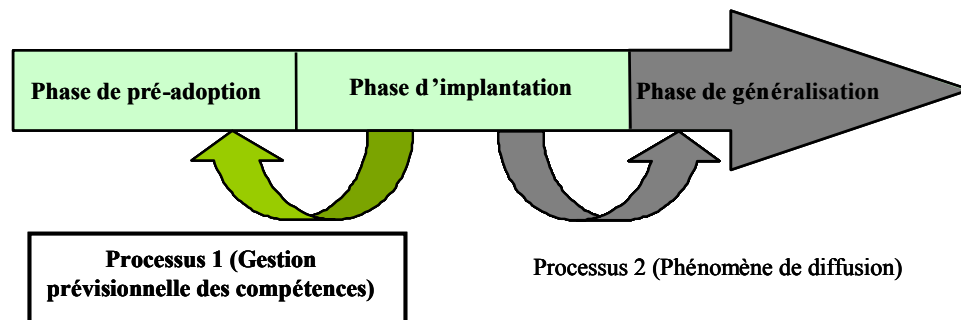 Phase de pré-adoption
Phase d’implantation
Phase de généralisation
Processus 1 (Gestion
prévisionnelle des compétences)
Processus 2 (Phénomène de diffusion)